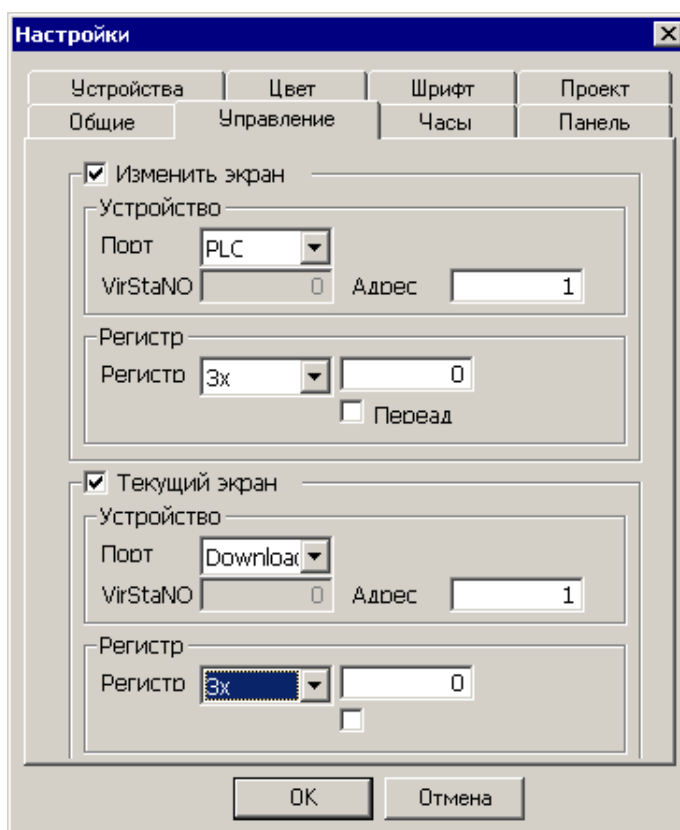 Настройки
Устройства Цвет Шрифт Проект
Общие Управление Часы Панель
Изменить экран
Устройство
Порт PLC
VirStaNO 0 Адрес 1
Регистр
Регистр 3x 0
Переад
Текущий экран
Устройство
Порт Downloa
VirStaNO 0 Адрес 1
Регистр
Регистр 3x 0
OK Отмена